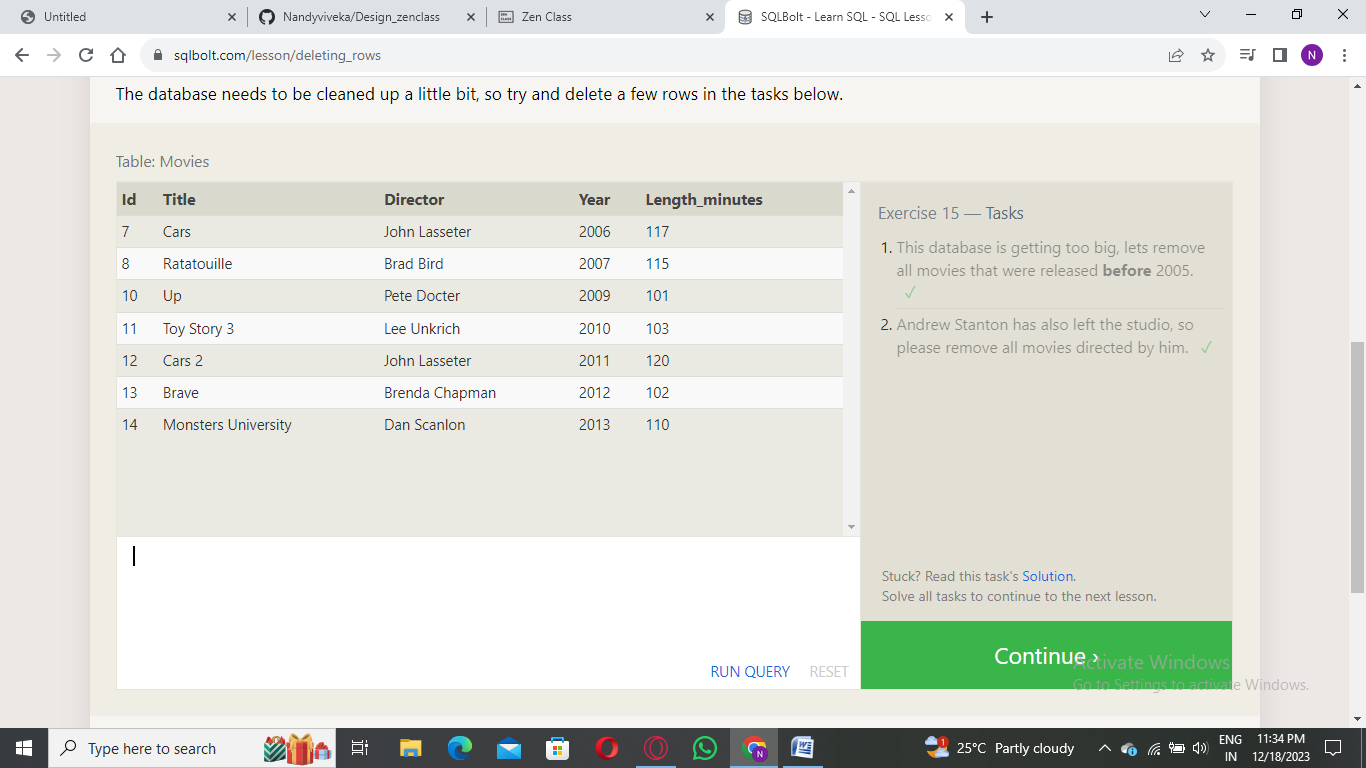 Untitled
Nandyviveka/Design_zenclass
Zen Class
SQLBolt - Learn SQL - SQL Lesso
sqlbolt.com/lesson/deleting_rows
N
The database needs to be cleaned up a little bit, so try and delete a few rows in the tasks below.
Table: Movies
Id Title Director Year Length_minutes
7 Cars John Lasseter 2006 117
8 Ratatouille Brad Bird 2007 115
10 Up Pete Docter 2009 101
11 Toy Story 3 Lee Unkrich 2010 103
12 Cars 2 John Lasseter 2011 120
13 Brave Brenda Chapman 2012 102
14 Monsters University Dan Scanlon 2013 110
RUN QUERY RESET
Exercise 15 — Tasks
1. This database is getting too big, lets remove
all movies that were released before 2005.
✓
2. Andrew Stanton has also left the studio, so
please remove all movies directed by him. ✓
Stuck? Read this task's Solution.
Solve all tasks to continue to the next lesson.
Continue ›
Activate Windows
Go to Settings to activate Windows.
Type here to search
N
W
1
25°C Partly cloudy
ENG
IN
11:34 PM
12/18/2023